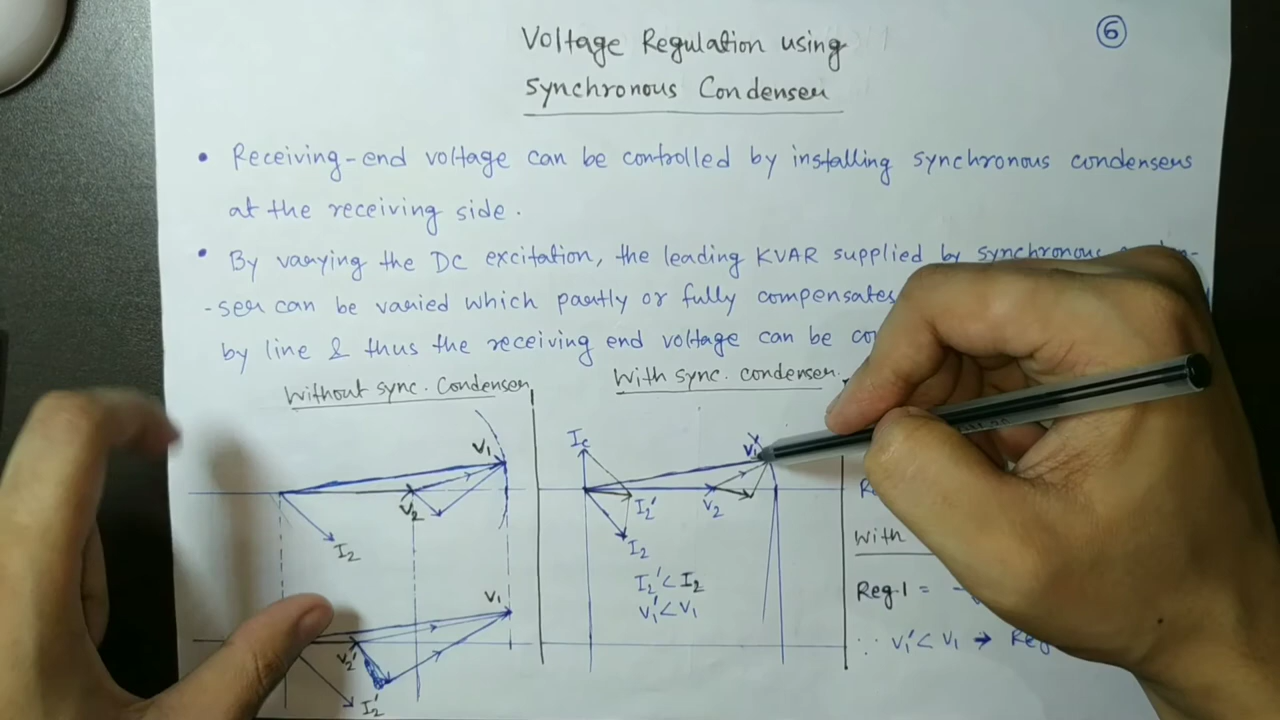 Voltage Regulation using
6
Synchronous Condenser
• Receiving-end voltage can be controlled by installing synchronous condensers
at the receiving side.
• By varying the DC excitation, the leading KVAR supplied by synchronous
-ser can be varied which partly or fully compensates
by line & thus the receiving end voltage can be
Without sync. Condenser
With sync. condenser.
V1
V2
I2
V1
V2'
I2'
Ic
V1'
I2'
V2
I2
I2' < I2
V1' < V1
With
Reg1 =
∴ V1' < V1 →